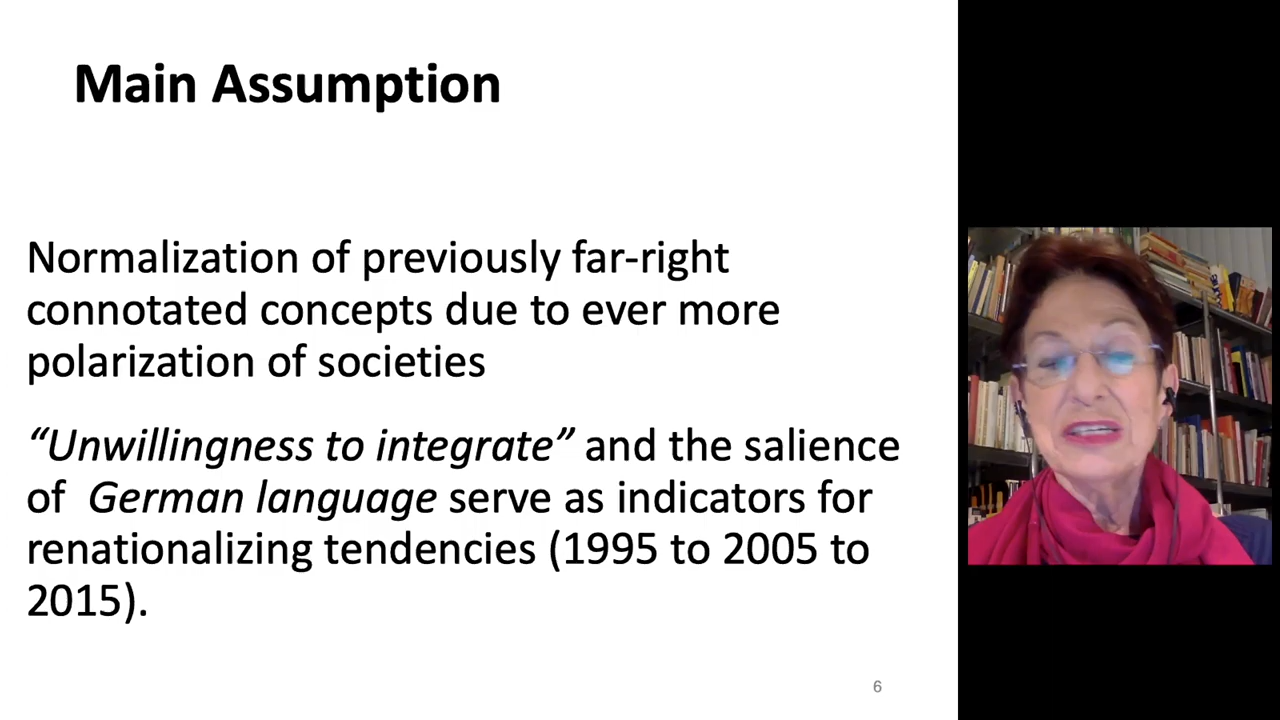 Main Assumption
Normalization of previously far-right
connotated concepts due to ever more
polarization of societies
“Unwillingness to integrate” and the salience
of German language serve as indicators for
renationalizing tendencies (1995 to 2005 to
2015).
6